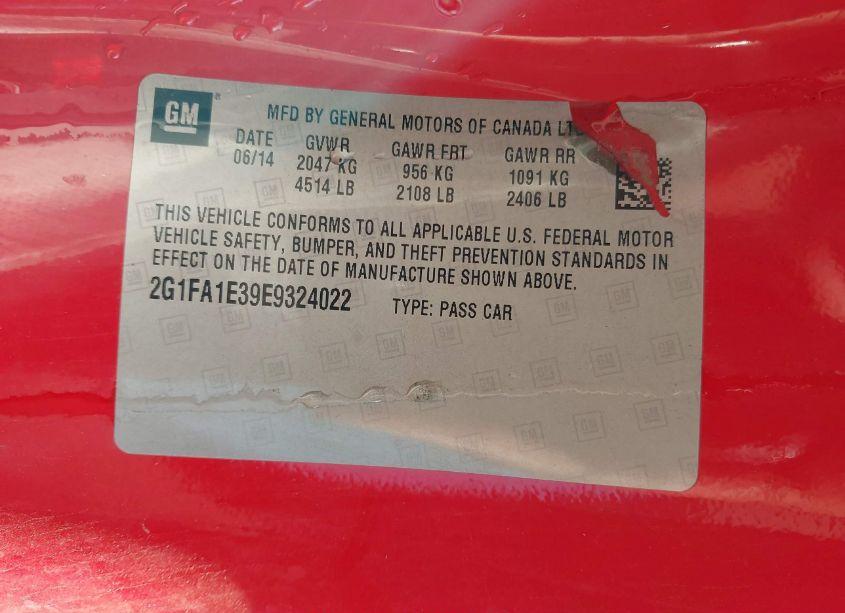 GM
MFD BY GENERAL MOTORS OF CANADA LT
DATE GVWR GAWR FRT GAWR RR
06/14 2047 KG 956 KG 1091 KG
4514 LB 2108 LB 2406 LB
THIS VEHICLE CONFORMS TO ALL APPLICABLE U.S. FEDERAL MOTOR
VEHICLE SAFETY, BUMPER, AND THEFT PREVENTION STANDARDS IN
EFFECT ON THE DATE OF MANUFACTURE SHOWN ABOVE.
2G1FA1E39E9324022 TYPE: PASS CAR